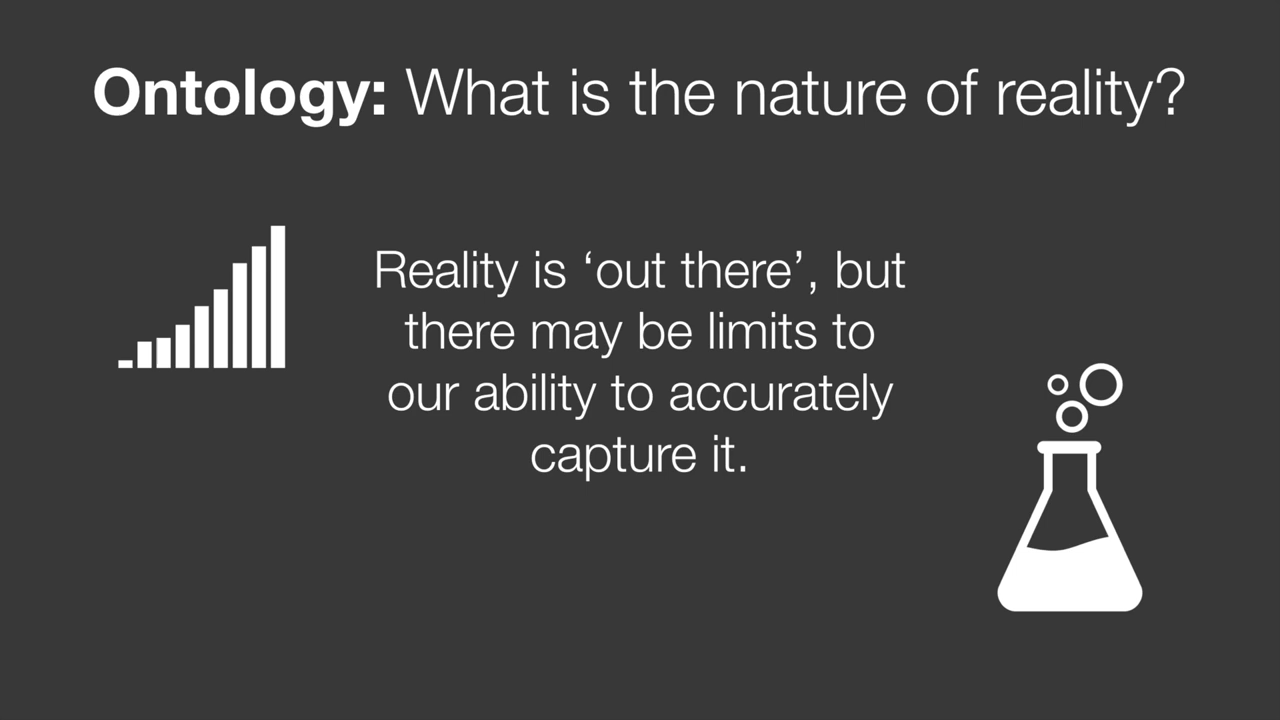 Ontology: What is the nature of reality?
Reality is ‘out there’, but
there may be limits to
our ability to accurately
capture it.